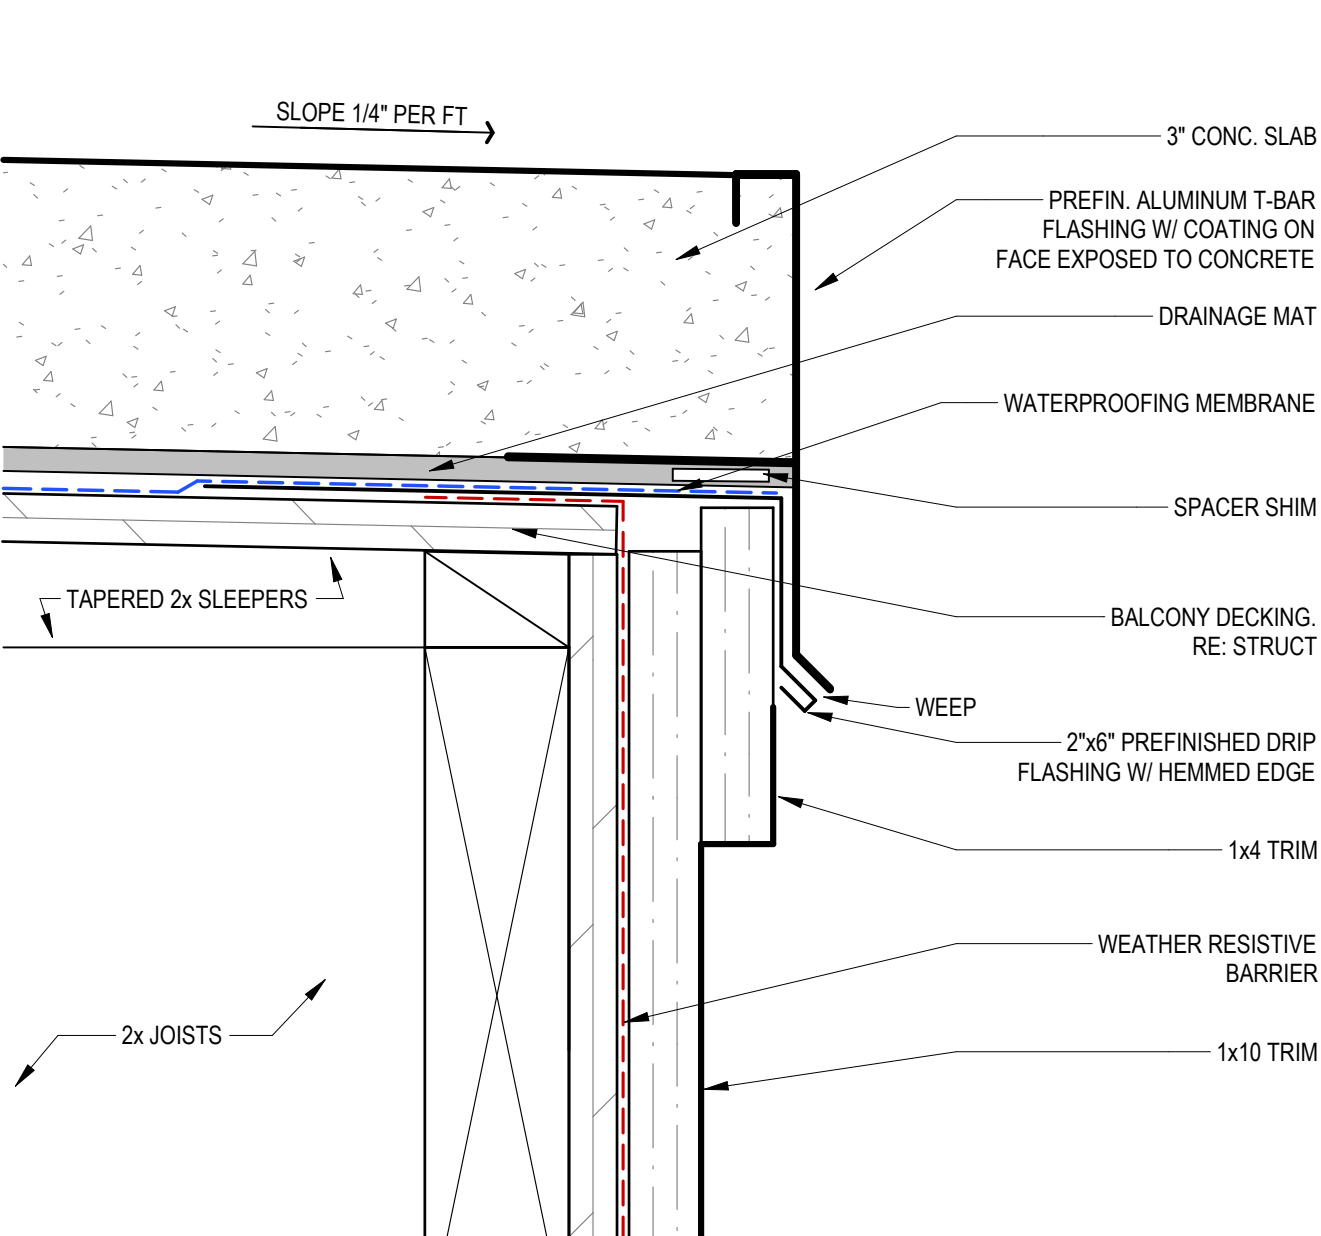 SLOPE 1/4" PER FT
3" CONC. SLAB
PREFIN. ALUMINUM T-BAR
FLASHING W/ COATING ON
FACE EXPOSED TO CONCRETE
DRAINAGE MAT
WATERPROOFING MEMBRANE
SPACER SHIM
TAPERED 2x SLEEPERS
BALCONY DECKING.
RE: STRUCT
WEEP
2"x6" PREFINISHED DRIP
FLASHING W/ HEMMED EDGE
1x4 TRIM
WEATHER RESISTIVE
BARRIER
2x JOISTS
1x10 TRIM